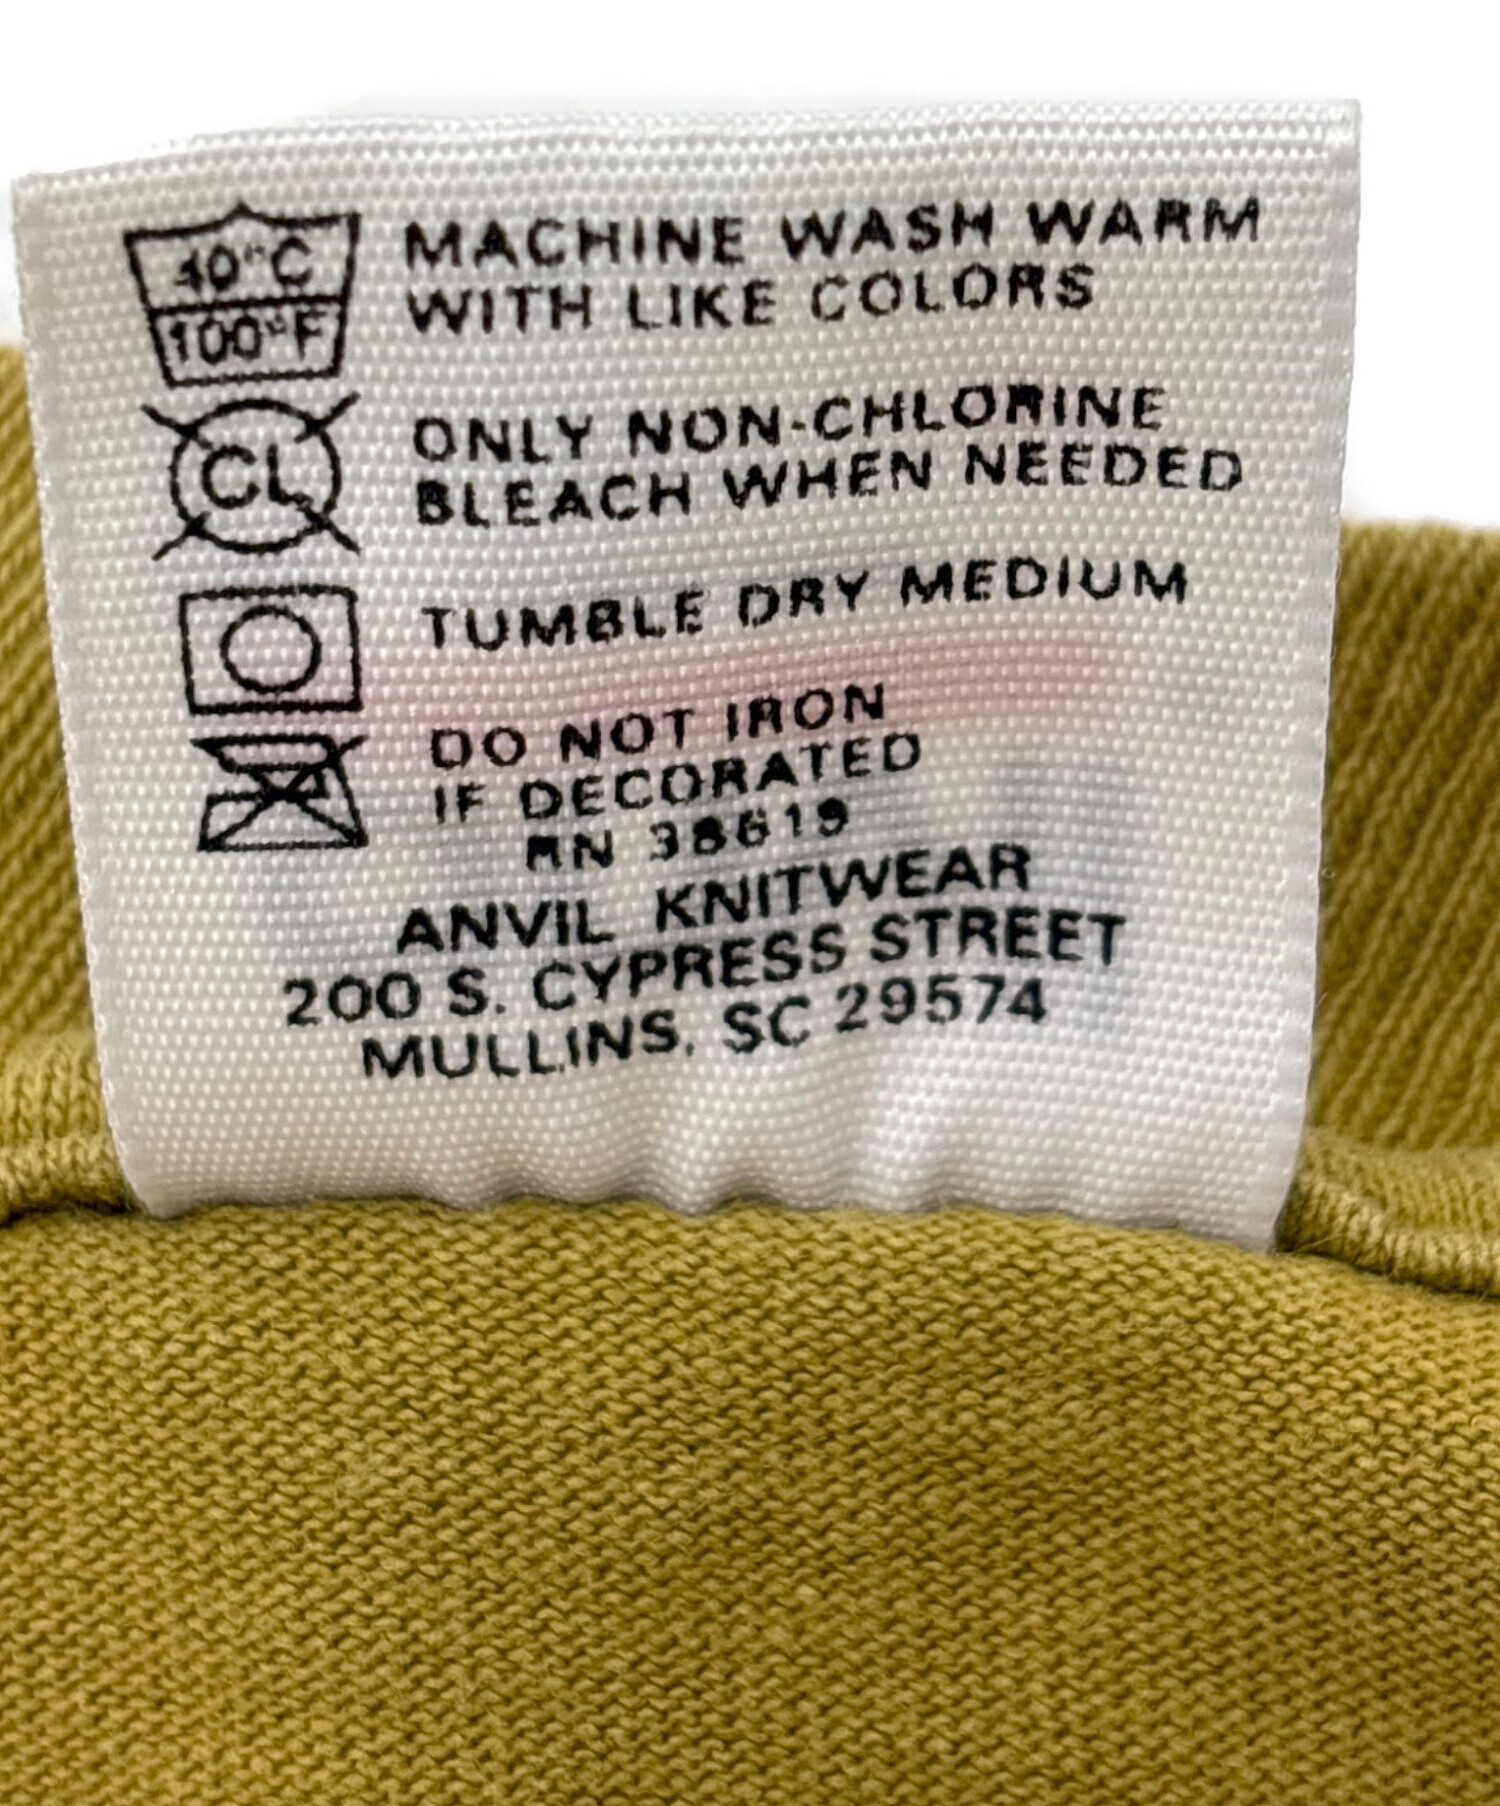 40°C
100°F
MACHINE WASH WARM
WITH LIKE COLORS
CL
ONLY NON-CHLORINE
BLEACH WHEN NEEDED
TUMBLE DRY MEDIUM
DO NOT IRON
IF DECORATED
RN 38619
ANVIL KNITWEAR
200 S. CYPRESS STREET
MULLINS, SC 29574